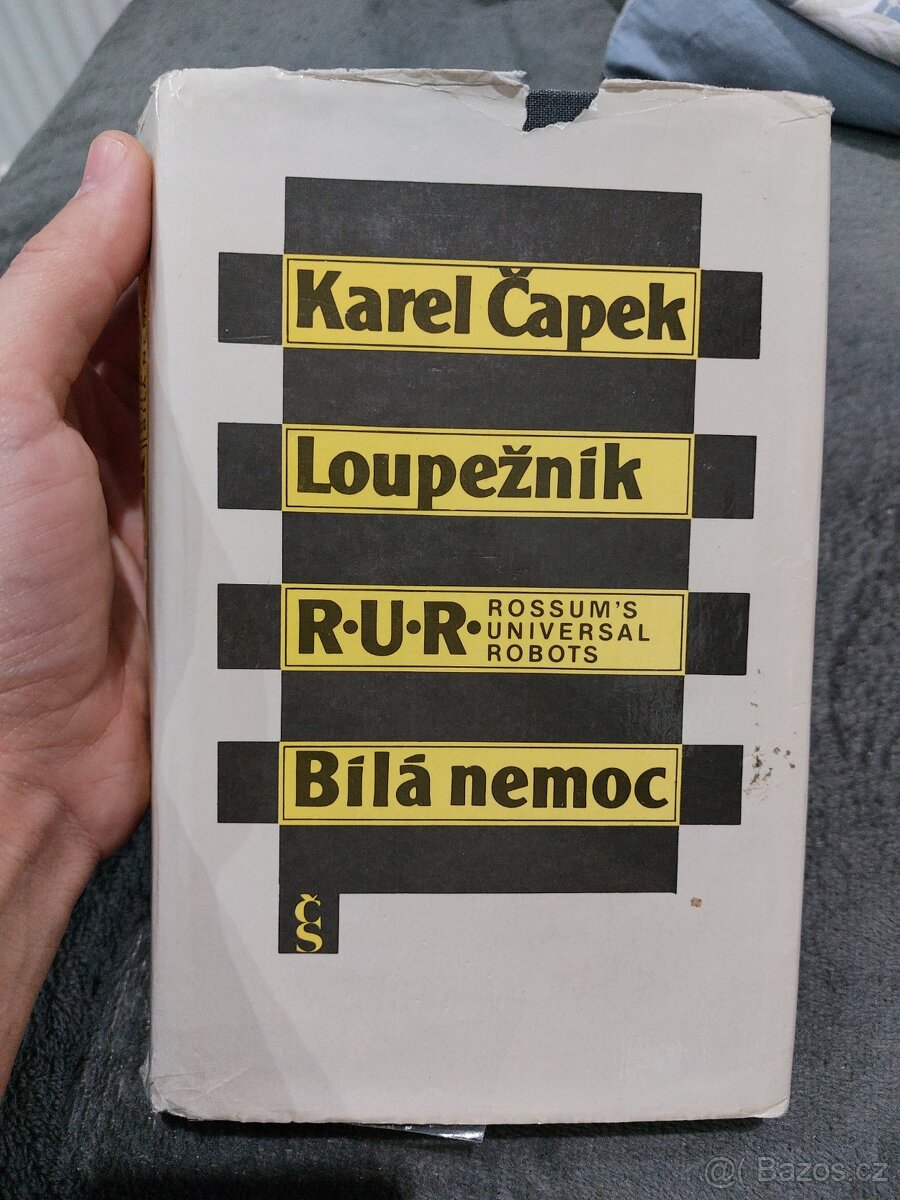 Karel Čapek
Loupežník
R·U·R· ROSSUM'S
UNIVERSAL
ROBOTS
Bílá nemoc
ČS
@( Bazos.cz